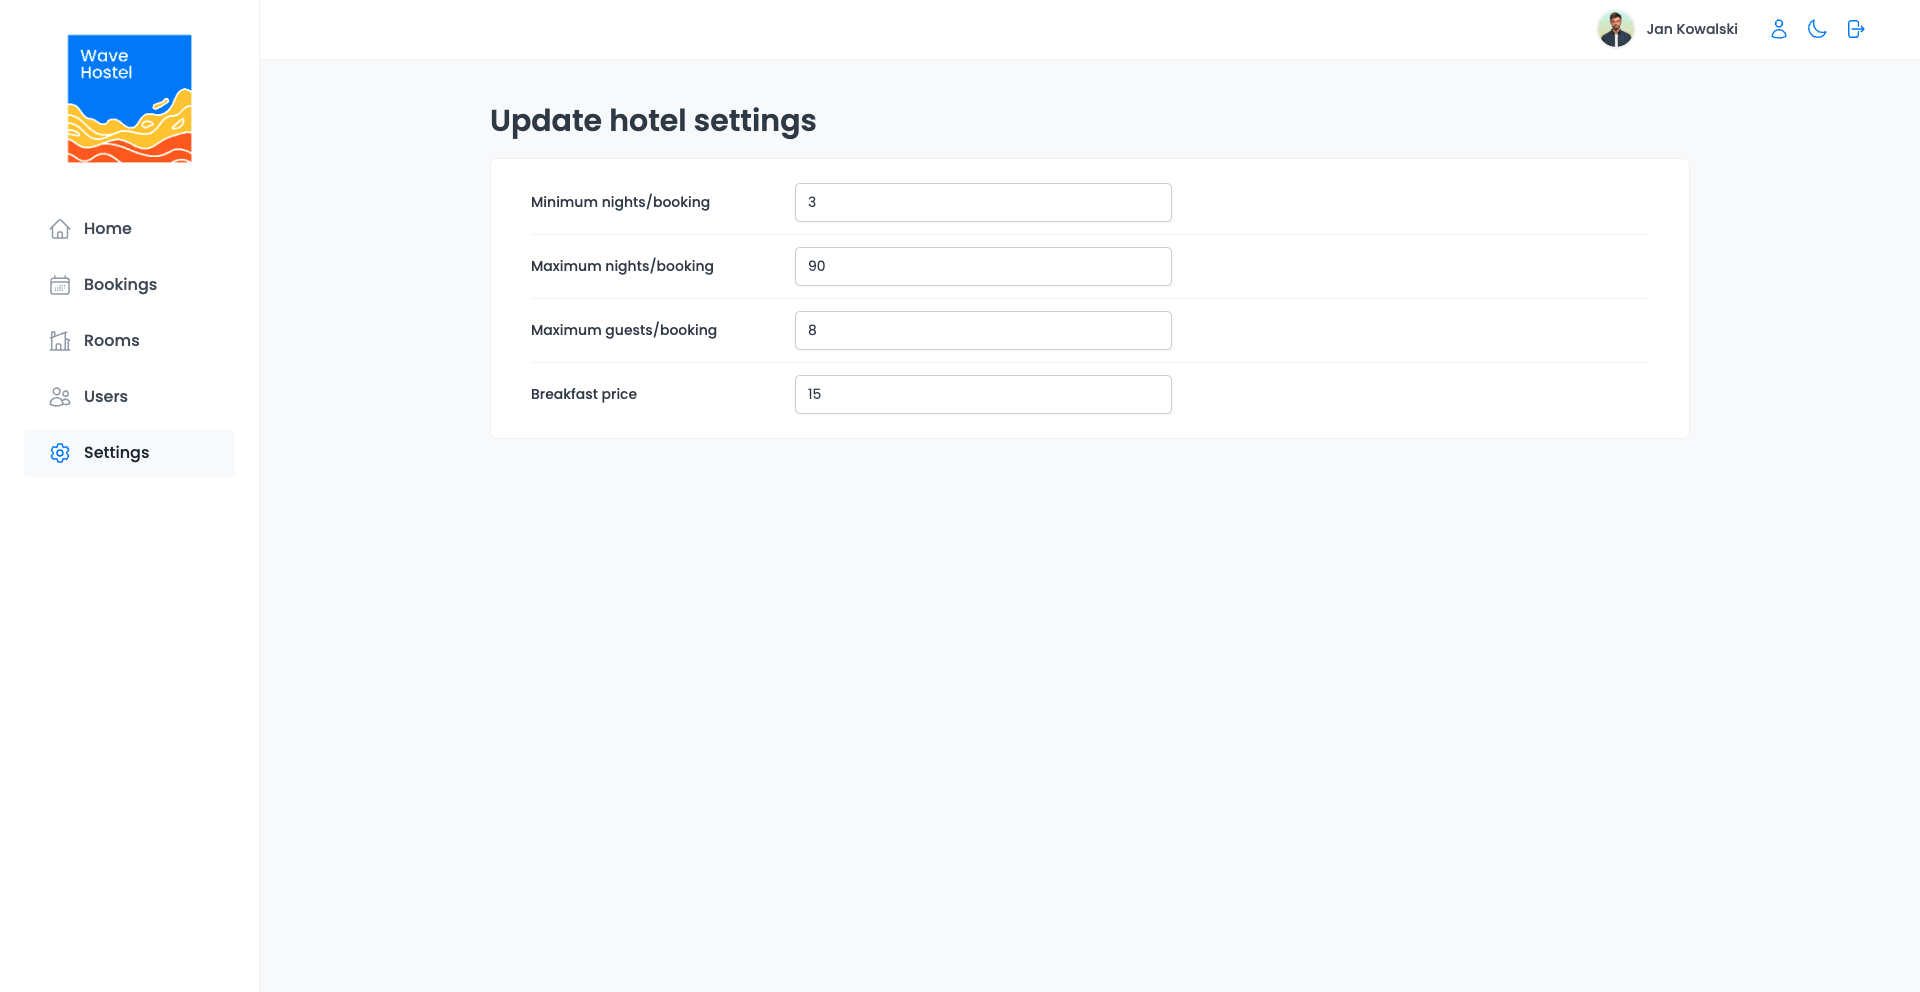 Wave
Hostel
Home
Bookings
Rooms
Users
Settings
Jan Kowalski
Update hotel settings
Minimum nights/booking 3
Maximum nights/booking 90
Maximum guests/booking 8
Breakfast price 15